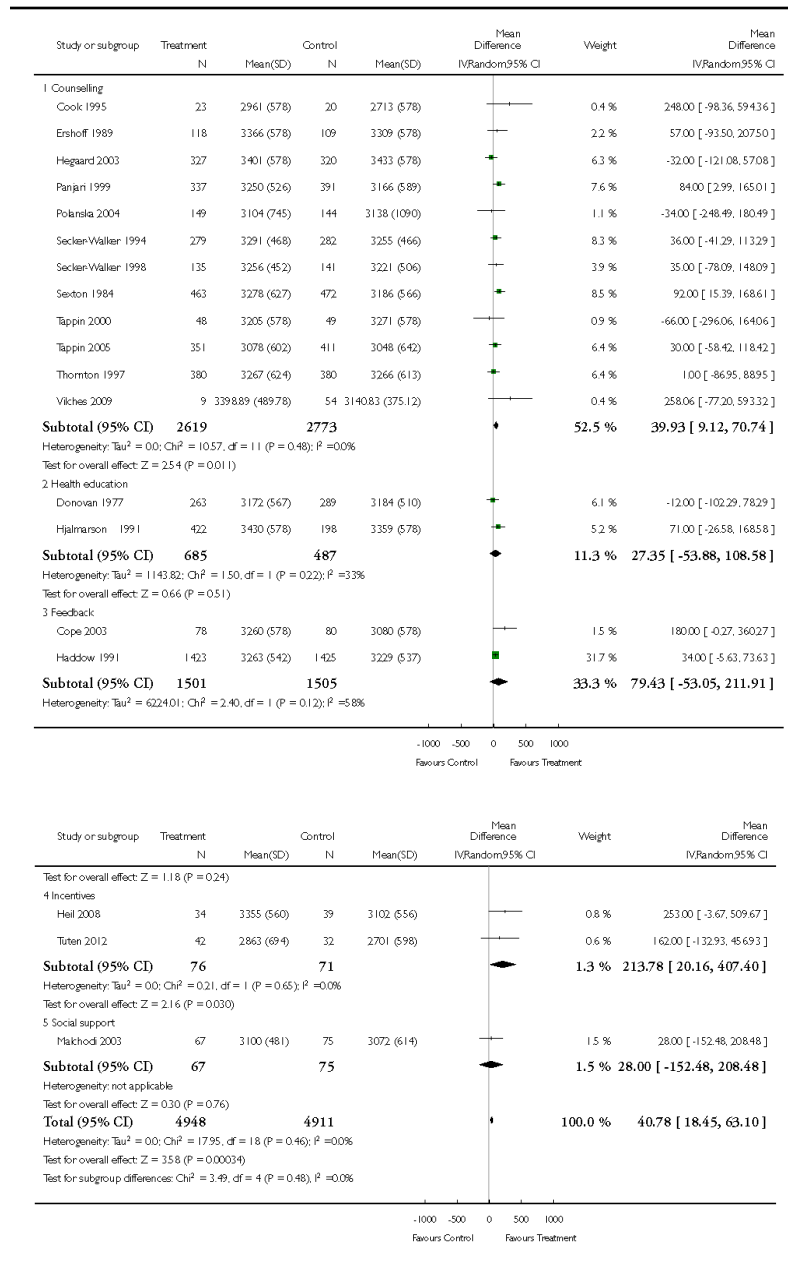 Mean Mean
Study or subgroup Treatment Control Difference Weight Difference
N Mean(SD) N Mean(SD) IV,Random,95% CI IV,Random,95% CI
1 Counselling
Cook 1995 23 2961 (578) 20 2713 (578) 0.4 % 248.00 [ -98.36, 594.36 ]
Ershoff 1989 118 3366 (578) 109 3309 (578) 2.2 % 57.00 [ -93.50, 207.50 ]
Hegaard 2003 327 3401 (578) 320 3433 (578) 6.3 % -32.00 [ -121.08, 57.08 ]
Panjari 1999 337 3250 (526) 391 3166 (589) 7.6 % 84.00 [ 2.99, 165.01 ]
Polanska 2004 149 3104 (745) 144 3138 (1090) 1.1 % -34.00 [ -248.49, 180.49 ]
Secker-Walker 1994 279 3291 (468) 282 3255 (466) 8.3 % 36.00 [ -41.29, 113.29 ]
Secker-Walker 1998 135 3256 (452) 141 3221 (506) 3.9 % 35.00 [ -78.09, 148.09 ]
Sexton 1984 463 3278 (627) 472 3186 (566) 8.5 % 92.00 [ 15.39, 168.61 ]
Tappin 2000 48 3205 (578) 49 3271 (578) 0.9 % -66.00 [ -296.06, 164.06 ]
Tappin 2005 351 3078 (602) 411 3048 (642) 6.4 % 30.00 [ -58.42, 118.42 ]
Thornton 1997 380 3267 (624) 380 3266 (613) 6.4 % 1.00 [ -86.95, 88.95 ]
Vilches 2009 9 3398.89 (489.78) 54 3140.83 (375.12) 0.4 % 258.06 [ -77.20, 593.32 ]
Subtotal (95% CI) 2619 2773 52.5 % 39.93 [ 9.12, 70.74 ]
Heterogeneity: Tau² = 0.0; Chi² = 10.57, df = 11 (P = 0.48); I² =0.0%
Test for overall effect: Z = 2.54 (P = 0.011)
2 Health education
Donovan 1977 263 3172 (567) 289 3184 (510) 6.1 % -12.00 [ -102.29, 78.29 ]
Hjalmarson 1991 422 3430 (578) 198 3359 (578) 5.2 % 71.00 [ -26.58, 168.58 ]
Subtotal (95% CI) 685 487 11.3 % 27.35 [ -53.88, 108.58 ]
Heterogeneity: Tau² = 1143.82; Chi² = 1.50, df = 1 (P = 0.22); I² =33%
Test for overall effect: Z = 0.66 (P = 0.51)
3 Feedback
Cope 2003 78 3260 (578) 80 3080 (578) 1.5 % 180.00 [ -0.27, 360.27 ]
Haddow 1991 1423 3263 (542) 1425 3229 (537) 31.7 % 34.00 [ -5.63, 73.63 ]
Subtotal (95% CI) 1501 1505 33.3 % 79.43 [ -53.05, 211.91 ]
Heterogeneity: Tau² = 6224.01; Chi² = 2.40, df = 1 (P = 0.12); I² =58%
-1000 -500 0 500 1000
Favours Control Favours Treatment
Mean Mean
Study or subgroup Treatment Control Difference Weight Difference
N Mean(SD) N Mean(SD) IV,Random,95% CI IV,Random,95% CI
Test for overall effect: Z = 1.18 (P = 0.24)
4 Incentives
Heil 2008 34 3355 (560) 39 3102 (556) 0.8 % 253.00 [ -3.67, 509.67 ]
Tuten 2012 42 2863 (694) 32 2701 (598) 0.6 % 162.00 [ -132.93, 456.93 ]
Subtotal (95% CI) 76 71 1.3 % 213.78 [ 20.16, 407.40 ]
Heterogeneity: Tau² = 0.0; Chi² = 0.21, df = 1 (P = 0.65); I² =0.0%
Test for overall effect: Z = 2.16 (P = 0.030)
5 Social support
Malchodi 2003 67 3100 (481) 75 3072 (614) 1.5 % 28.00 [ -152.48, 208.48 ]
Subtotal (95% CI) 67 75 1.5 % 28.00 [ -152.48, 208.48 ]
Heterogeneity: not applicable
Test for overall effect: Z = 0.30 (P = 0.76)
Total (95% CI) 4948 4911 100.0 % 40.78 [ 18.45, 63.10 ]
Heterogeneity: Tau² = 0.0; Chi² = 17.95, df = 18 (P = 0.46); I² =0.0%
Test for overall effect: Z = 3.58 (P = 0.00034)
Test for subgroup differences: Chi² = 3.49, df = 4 (P = 0.48), I² =0.0%
-1000 -500 0 500 1000
Favours Control Favours Treatment